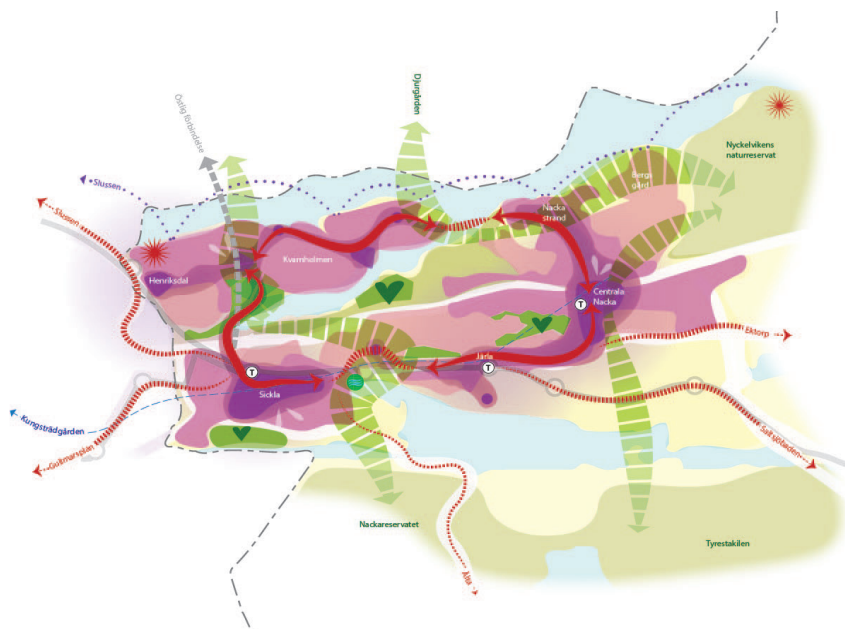 Östlig förbindelse
Djurgården
Nyckelvikens
naturreservat
Bergs
gård
Slussen
Slussen
Nacka
strand
Kvarnholmen
Henriksdal
Centrala
Nacka
T
Ektorp
Järla
T
T
Sickla
Kungsträdgården
Gullmarsplan
Saltsjöbaden
Nackareservatet
Tyrestakilen
Älta